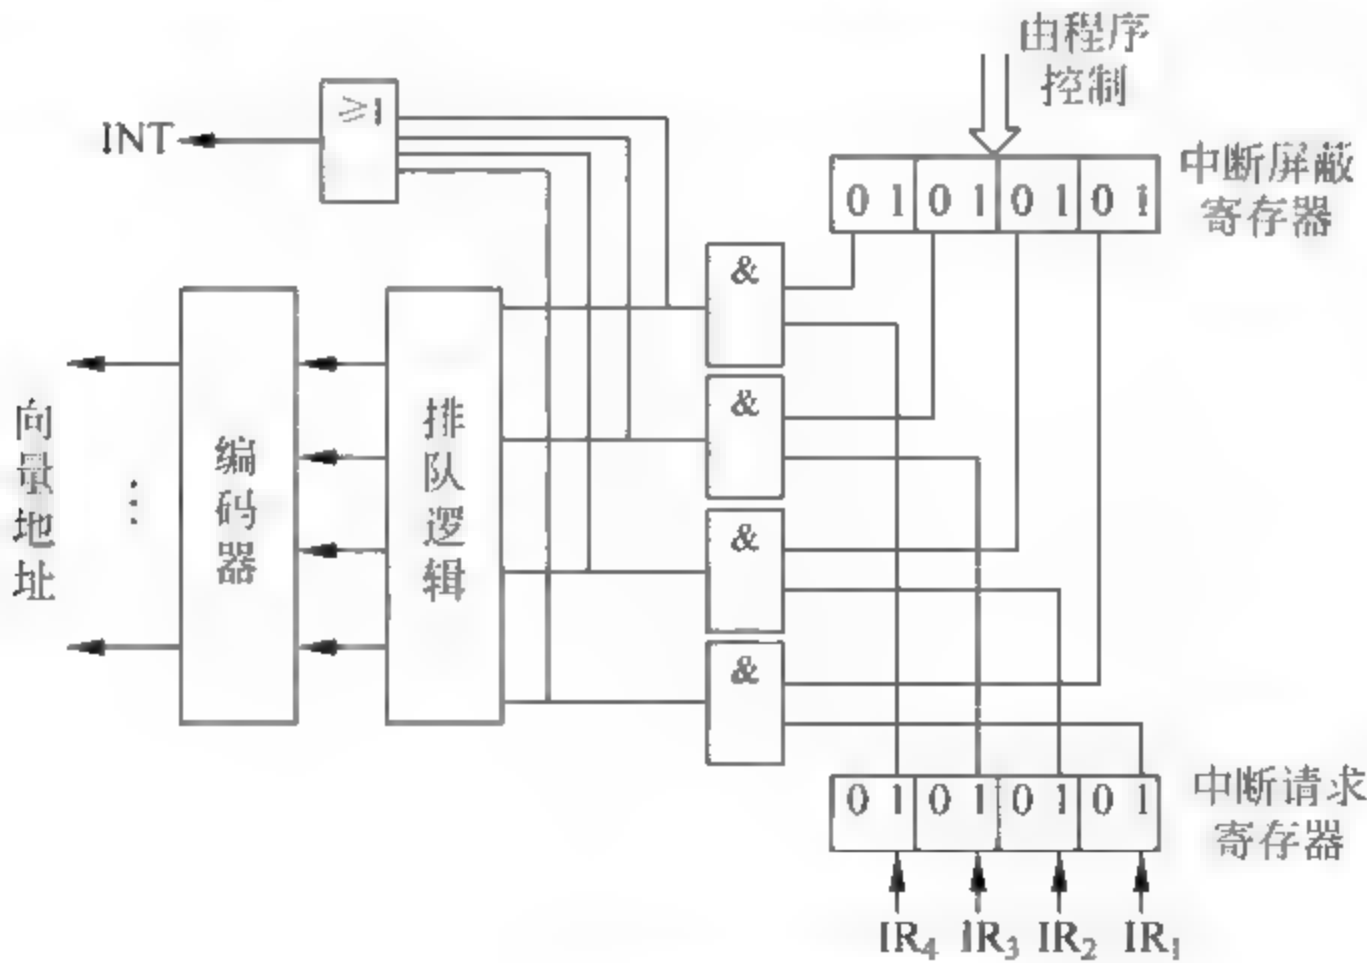 由程序
控制
≥1
INT
中断屏蔽
寄存器
0 1 0 1 0 1 0 1
&
&
&
&
向量地址
…
编码器
排队逻辑
中断请求
寄存器
0 1 0 1 0 1 0 1
IR4 IR3 IR2 IR1